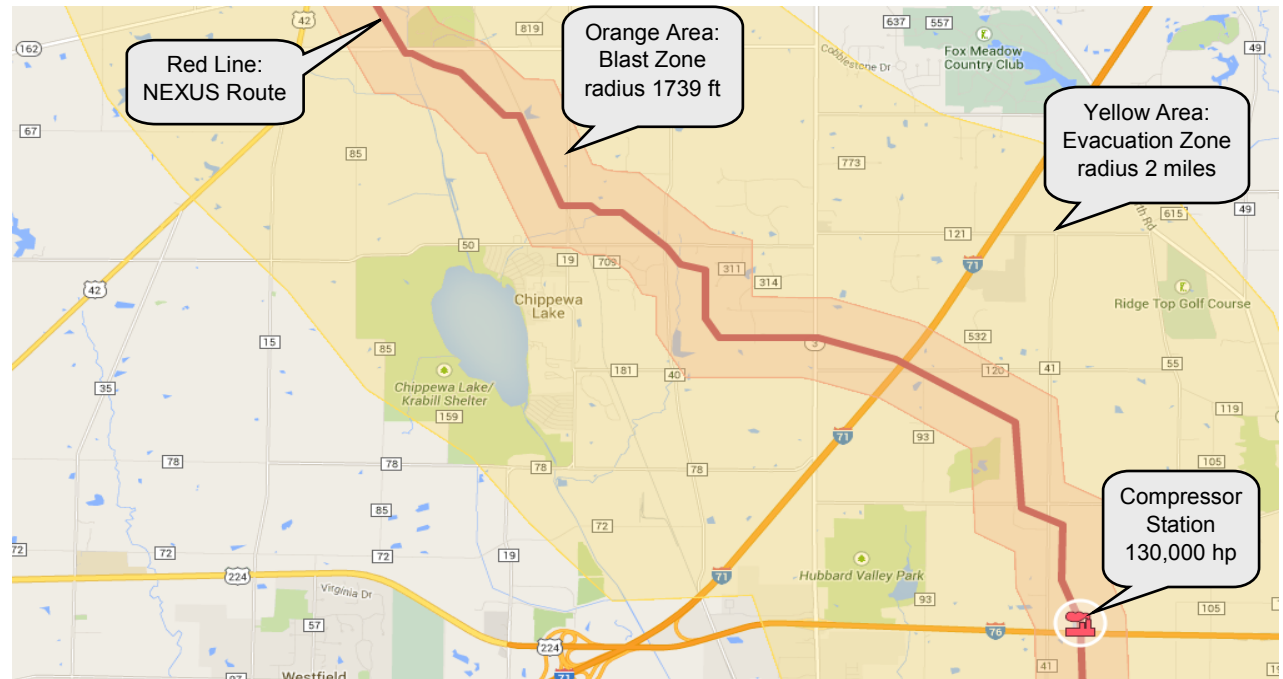 42
162
819
Red Line:
NEXUS Route
Orange Area:
Blast Zone
radius 1739 ft
637
557
Fox Meadow
Country Club
49
Cobblestone Dr
67
85
Yellow Area:
Evacuation Zone
radius 2 miles
773
49
615
121
50
19
709
311
314
71
42
Chippewa
Lake
Ridge Top Golf Course
15
85
3
532
35
181
40
120
41
55
Chippewa Lake/
Krabill Shelter
159
119
93
71
78
78
78
78
105
85
Compressor
Station
130,000 hp
72
72
72
72
19
224
71
Hubbard Valley Park
Virginia Dr
93
105
57
76
224
41
Westfield
71